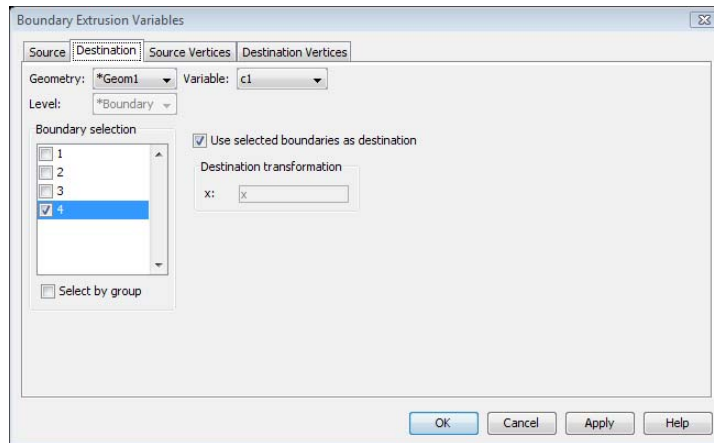 Boundary Extrusion Variables
Source Destination Source Vertices Destination Vertices
Geometry: *Geom1 Variable: c1
Level: *Boundary
Boundary selection
1
2
3
4
Select by group
Use selected boundaries as destination
Destination transformation
x: x
OK Cancel Apply Help